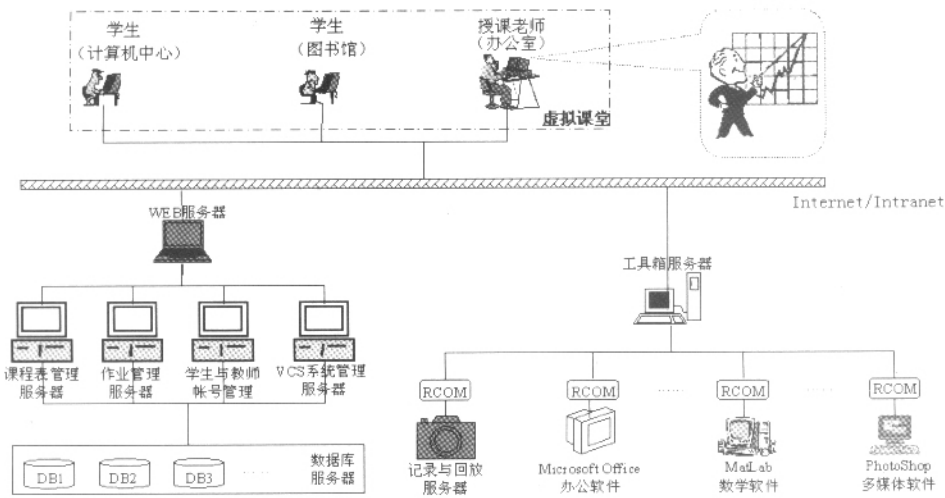 学生
(计算机中心)
学生
(图书馆)
授课老师
(办公室)
虚拟课堂
Internet/Intranet
WEB服务器
工具箱服务器
课程表管理
服务器
作业管理
服务器
学生与教师
帐号管理
VCS系统管理
服务器
RCOM
RCOM
......
RCOM
......
RCOM
记录与回放
服务器
Microsoft Office
办公软件
MatLab
数学软件
PhotoShop
多媒体软件
DB1
DB2
DB3
......
数据库
服务器